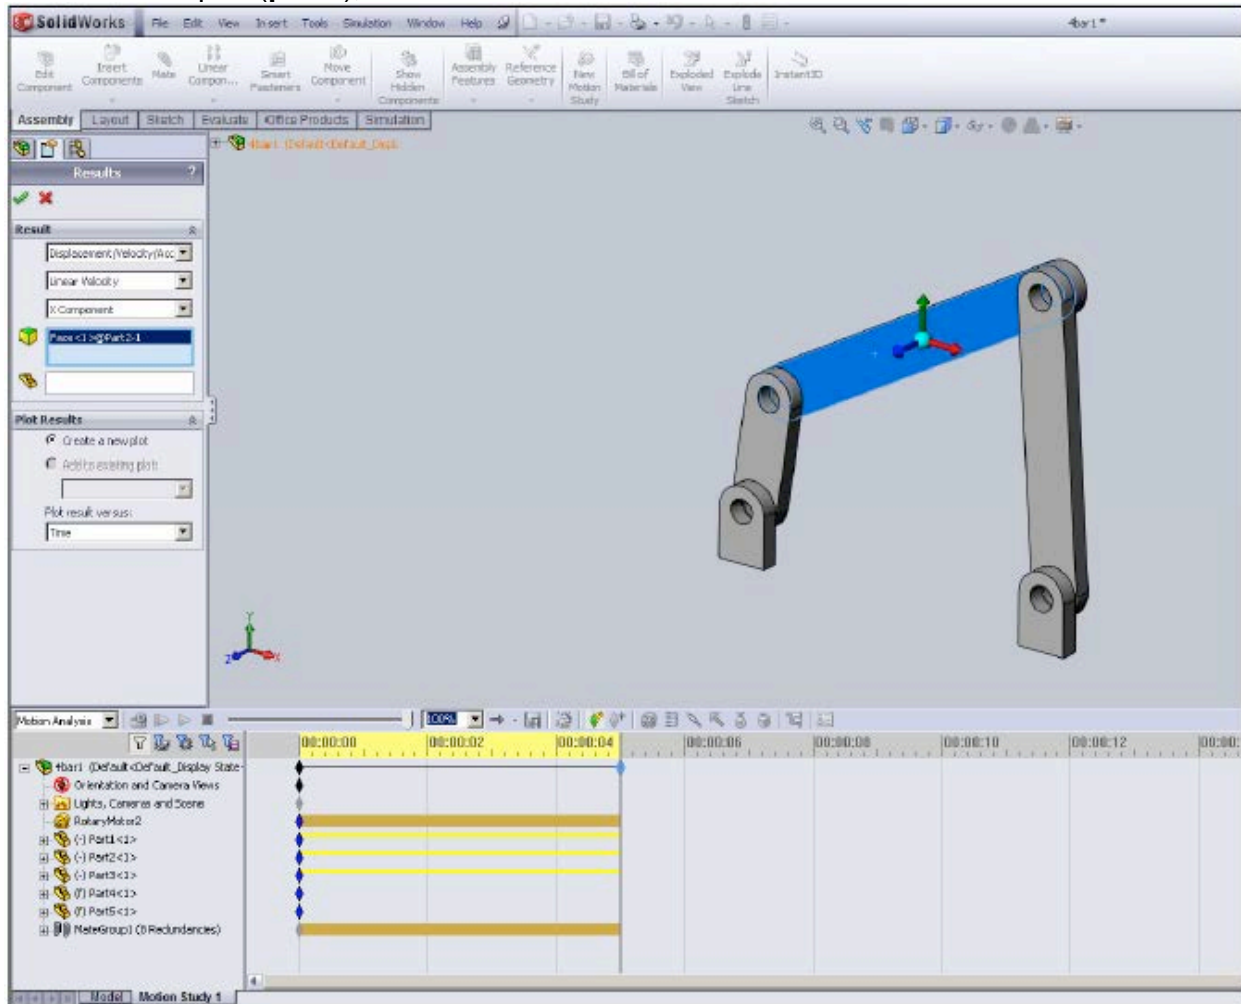 SolidWorks File Edit View Insert Tools Simulation Window Help 4bar1 *
Edit Component
Insert Components
Mate
Linear Compon...
Smart Fasteners
Move Component
Show Hidden Components
Assembly Features
Reference Geometry
New Motion Study
Bill of Materials
Exploded View
Explode Line Sketch
Instant3D
Assembly Layout Sketch Evaluate Office Products Simulation
4bar1 (Default<Default_Displ
Results ?
Result
Displacement/Velocity/Acc
Linear Velocity
X Component
Face<1>@Part2-1
Plot Results
Create a new plot
Add to existing plot:
Plot result versus:
Time
Y
Z X
Motion Analysis 100%
00:00:00 00:00:02 00:00:04 00:00:06 00:00:08 00:00:10 00:00:12 00:00:
4bar1 (Default<Default_Display State-
Orientation and Camera Views
Lights, Cameras and Scene
RotaryMotor2
(-) Part1<1>
(-) Part2<1>
(-) Part3<1>
(f) Part4<1>
(f) Part5<1>
Model Motion Study 1